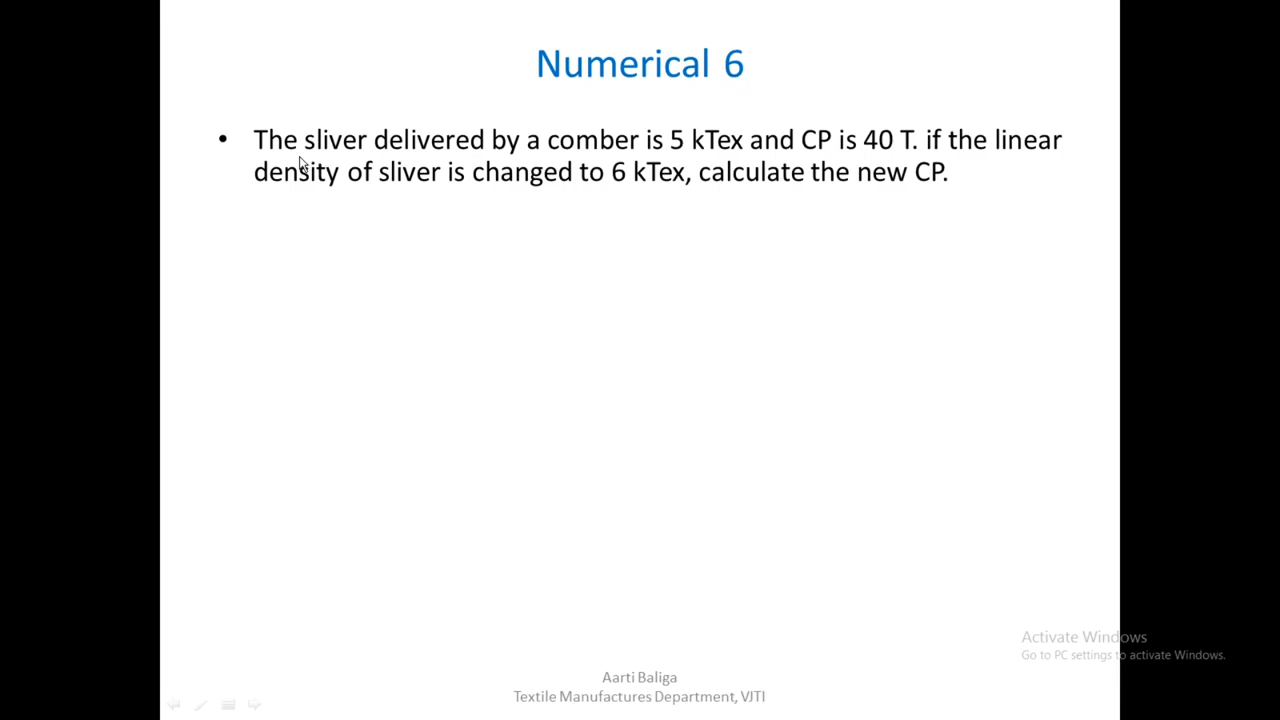 Numerical 6
• The sliver delivered by a comber is 5 kTex and CP is 40 T. if the linear
density of sliver is changed to 6 kTex, calculate the new CP.
Activate Windows
Go to PC settings to activate Windows.
Aarti Baliga
Textile Manufactures Department, VJTI